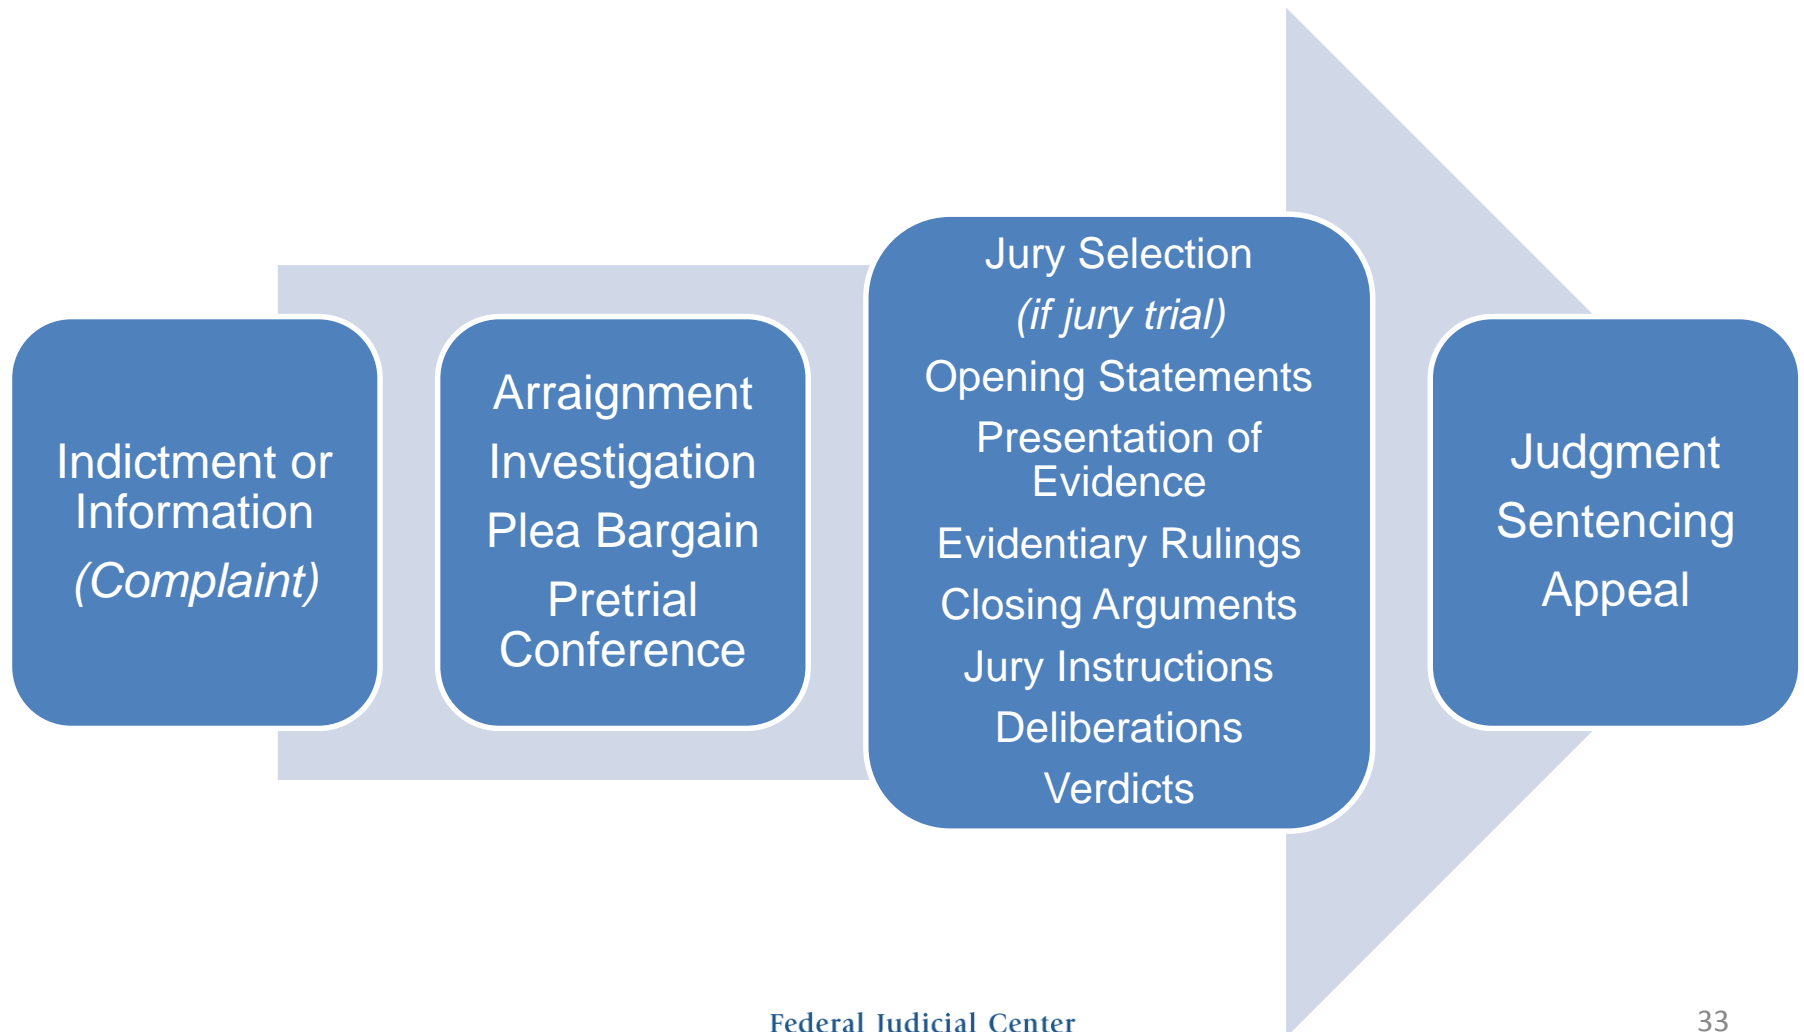 Indictment or
Information
(Complaint)
Arraignment
Investigation
Plea Bargain
Pretrial
Conference
Jury Selection
(if jury trial)
Opening Statements
Presentation of
Evidence
Evidentiary Rulings
Closing Arguments
Jury Instructions
Deliberations
Verdicts
Judgment
Sentencing
Appeal
Federal Judicial Center
33